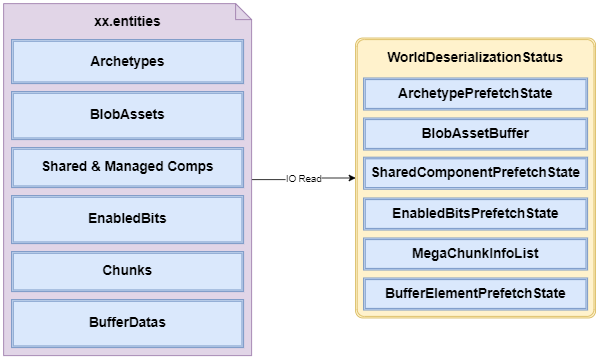 xx.entities
Archetypes
BlobAssets
Shared & Managed Comps
EnabledBits
Chunks
BufferDatas
IO Read
WorldDeserializationStatus
ArchetypePrefetchState
BlobAssetBuffer
SharedComponentPrefetchState
EnabledBitsPrefetchState
MegaChunkInfoList
BufferElementPrefetchState